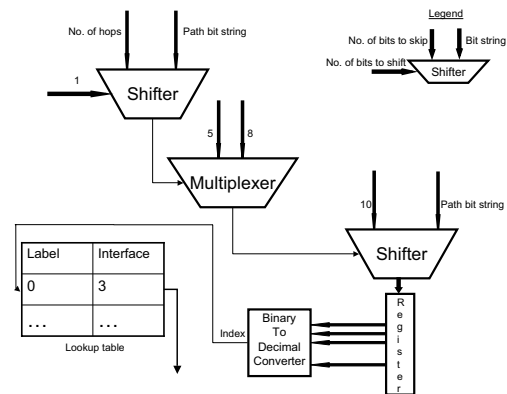 Legend
No. of hops
Path bit string
No. of bits to skip
Bit string
1
Shifter
No. of bits to shift
Shifter
5
8
Multiplexer
10
Path bit string
Shifter
Label Interface
0 3
... ...
Lookup table
Index
Binary
To
Decimal
Converter
Register